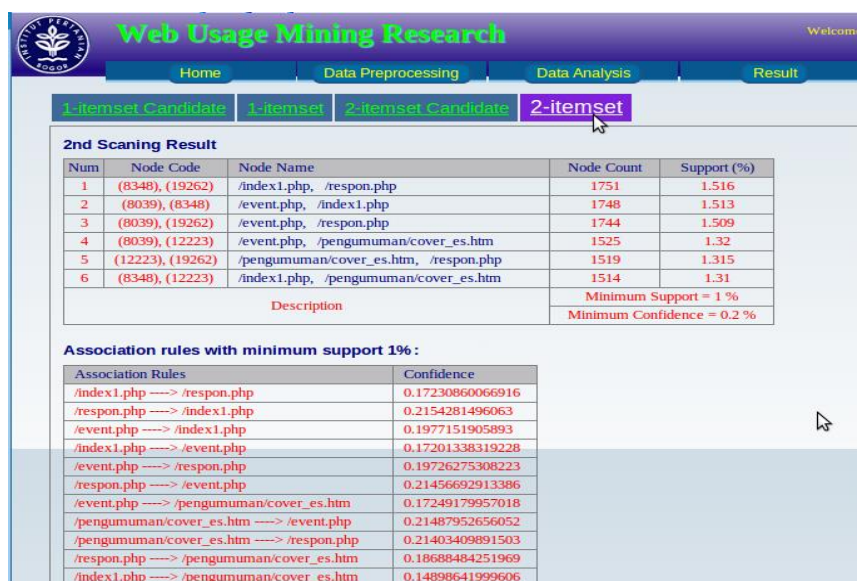 INSTITUT PERTANIAN
BOGOR
Web Usage Mining Research
Welcome
Home Data Preprocessing Data Analysis Result
1-itemset Candidate 1-itemset 2-itemset Candidate 2-itemset
2nd Scaning Result
Num Node Code Node Name Node Count Support (%)
1 (8348), (19262) /index1.php, /respon.php 1751 1.516
2 (8039), (8348) /event.php, /index1.php 1748 1.513
3 (8039), (19262) /event.php, /respon.php 1744 1.509
4 (8039), (12223) /event.php, /pengumuman/cover_es.htm 1525 1.32
5 (12223), (19262) /pengumuman/cover_es.htm, /respon.php 1519 1.315
6 (8348), (12223) /index1.php, /pengumuman/cover_es.htm 1514 1.31
Description
Minimum Support = 1 %
Minimum Confidence = 0.2 %
Association rules with minimum support 1% :
Association Rules Confidence
/index1.php ----> /respon.php 0.17230860066916
/respon.php ----> /index1.php 0.2154281496063
/event.php ----> /index1.php 0.1977151905893
/index1.php ----> /event.php 0.17201338319228
/event.php ----> /respon.php 0.19726275308223
/respon.php ----> /event.php 0.21456692913386
/event.php ----> /pengumuman/cover_es.htm 0.17249179957018
/pengumuman/cover_es.htm ----> /event.php 0.21487952656052
/pengumuman/cover_es.htm ----> /respon.php 0.21403409891503
/respon.php ----> /pengumuman/cover_es.htm 0.18688484251969
/index1.php ----> /pengumuman/cover_es.htm 0.14898641999606